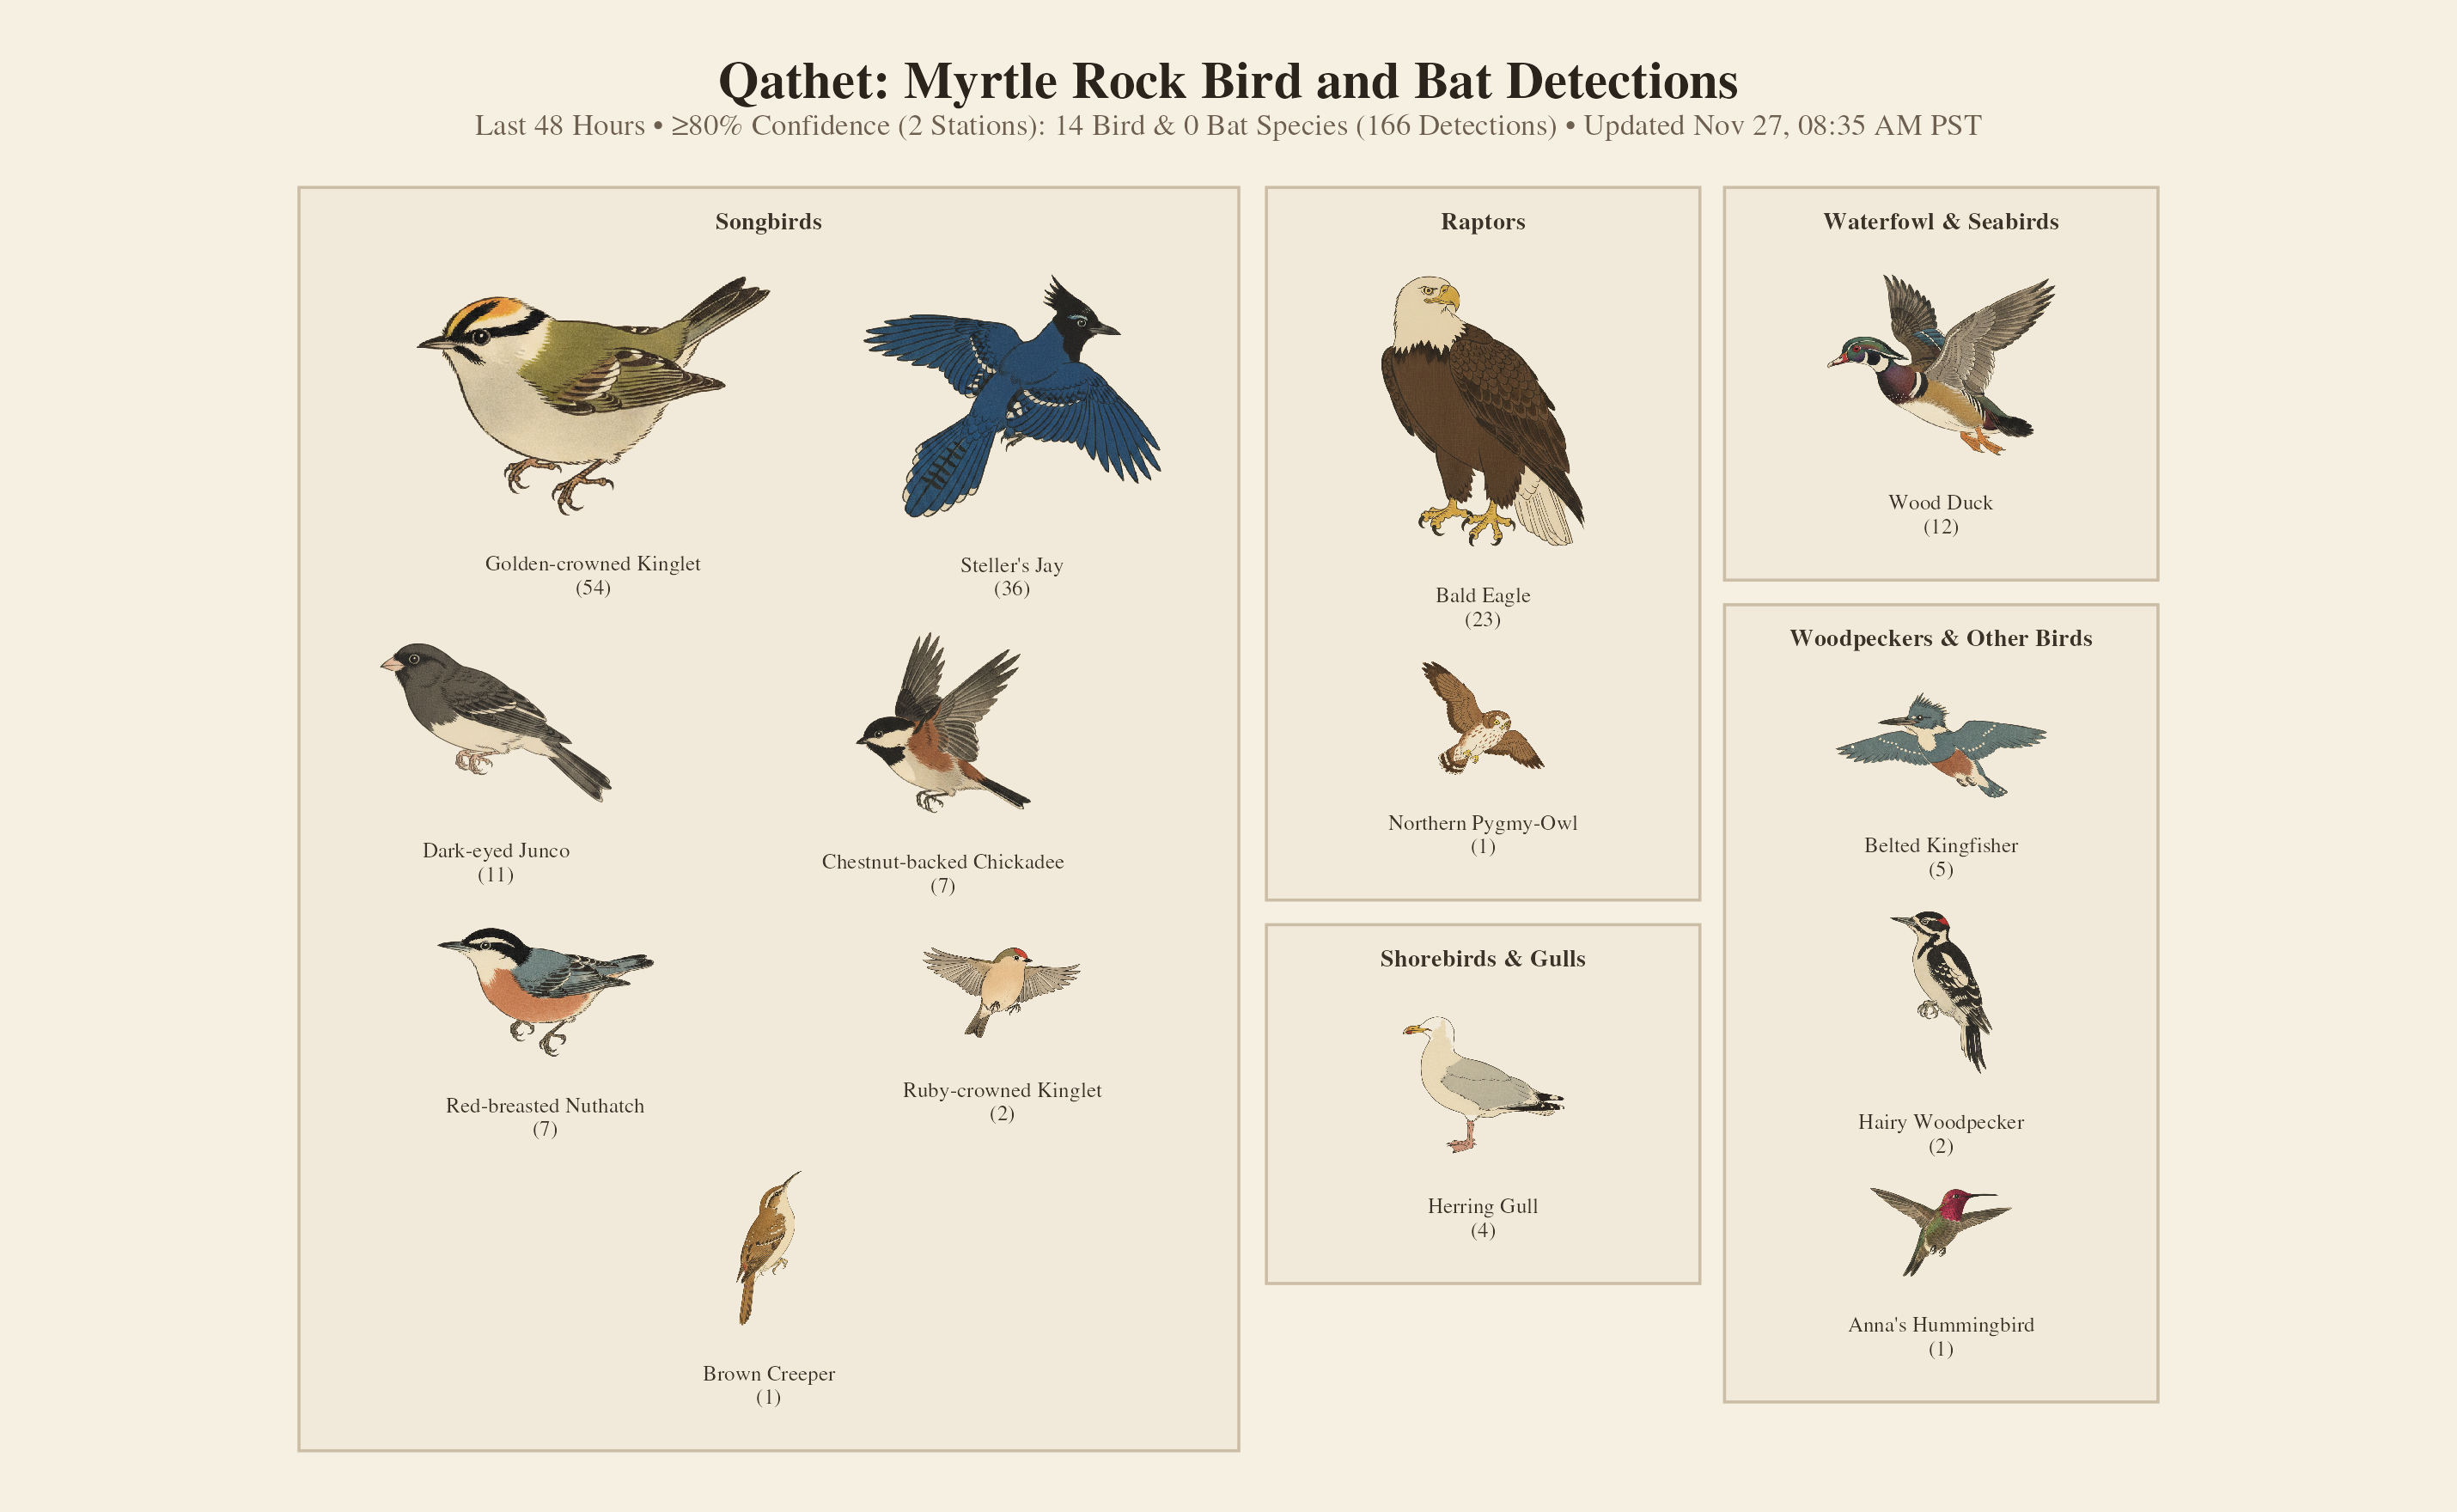 Qathet: Myrtle Rock Bird and Bat Detections
Last 48 Hours • ≥80% Confidence (2 Stations): 14 Bird & 0 Bat Species (166 Detections) • Updated Nov 27, 08:35 AM PST
Songbirds
Golden-crowned Kinglet
(54)
Steller's Jay
(36)
Dark-eyed Junco
(11)
Chestnut-backed Chickadee
(7)
Red-breasted Nuthatch
(7)
Ruby-crowned Kinglet
(2)
Brown Creeper
(1)
Raptors
Bald Eagle
(23)
Northern Pygmy-Owl
(1)
Shorebirds & Gulls
Herring Gull
(4)
Waterfowl & Seabirds
Wood Duck
(12)
Woodpeckers & Other Birds
Belted Kingfisher
(5)
Hairy Woodpecker
(2)
Anna's Hummingbird
(1)